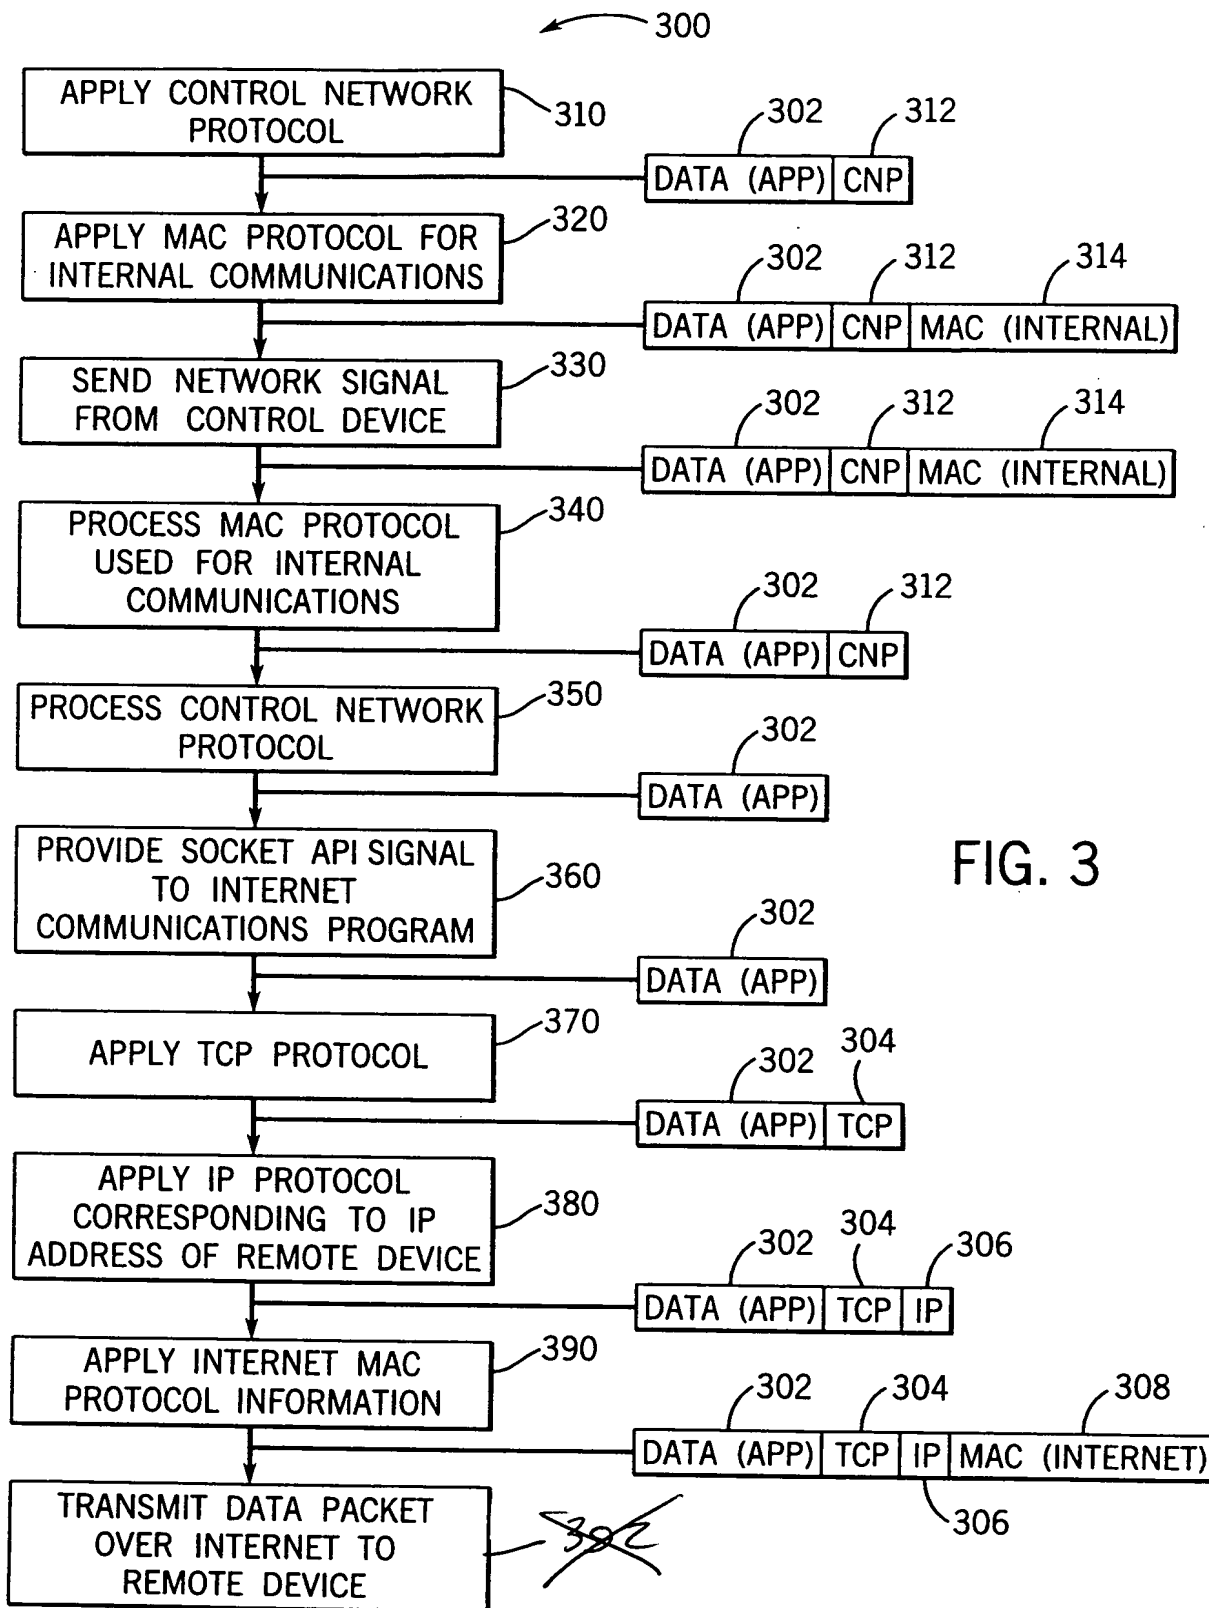 300
APPLY CONTROL NETWORK
PROTOCOL
310
302
312
DATA (APP) CNP
APPLY MAC PROTOCOL FOR
INTERNAL COMMUNICATIONS
320
302
312
314
DATA (APP) CNP MAC (INTERNAL)
SEND NETWORK SIGNAL
FROM CONTROL DEVICE
330
302
312
314
DATA (APP) CNP MAC (INTERNAL)
PROCESS MAC PROTOCOL
USED FOR INTERNAL
COMMUNICATIONS
340
302
312
DATA (APP) CNP
PROCESS CONTROL NETWORK
PROTOCOL
350
302
DATA (APP)
PROVIDE SOCKET API SIGNAL
TO INTERNET
COMMUNICATIONS PROGRAM
360
FIG. 3
302
DATA (APP)
APPLY TCP PROTOCOL
370
302
304
DATA (APP) TCP
APPLY IP PROTOCOL
CORRESPONDING TO IP
ADDRESS OF REMOTE DEVICE
380
302
304
306
DATA (APP) TCP IP
APPLY INTERNET MAC
PROTOCOL INFORMATION
390
302
304
308
DATA (APP) TCP IP MAC (INTERNET)
306
TRANSMIT DATA PACKET
OVER INTERNET TO
REMOTE DEVICE